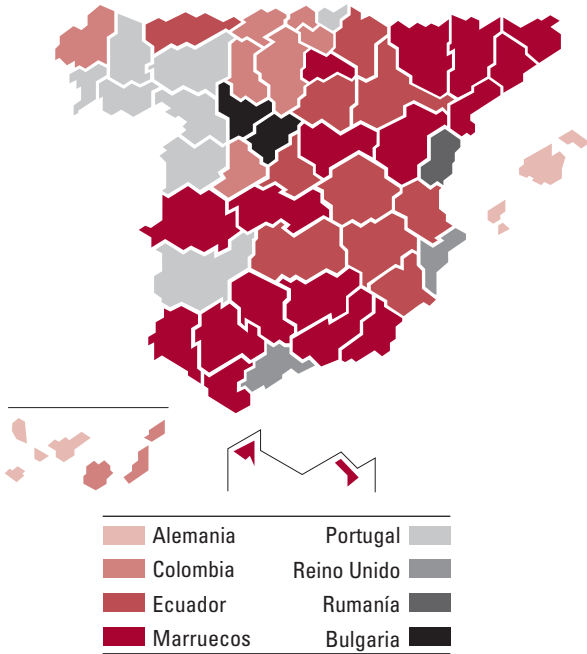 Alemania Portugal
Colombia Reino Unido
Ecuador Rumanía
Marruecos Bulgaria